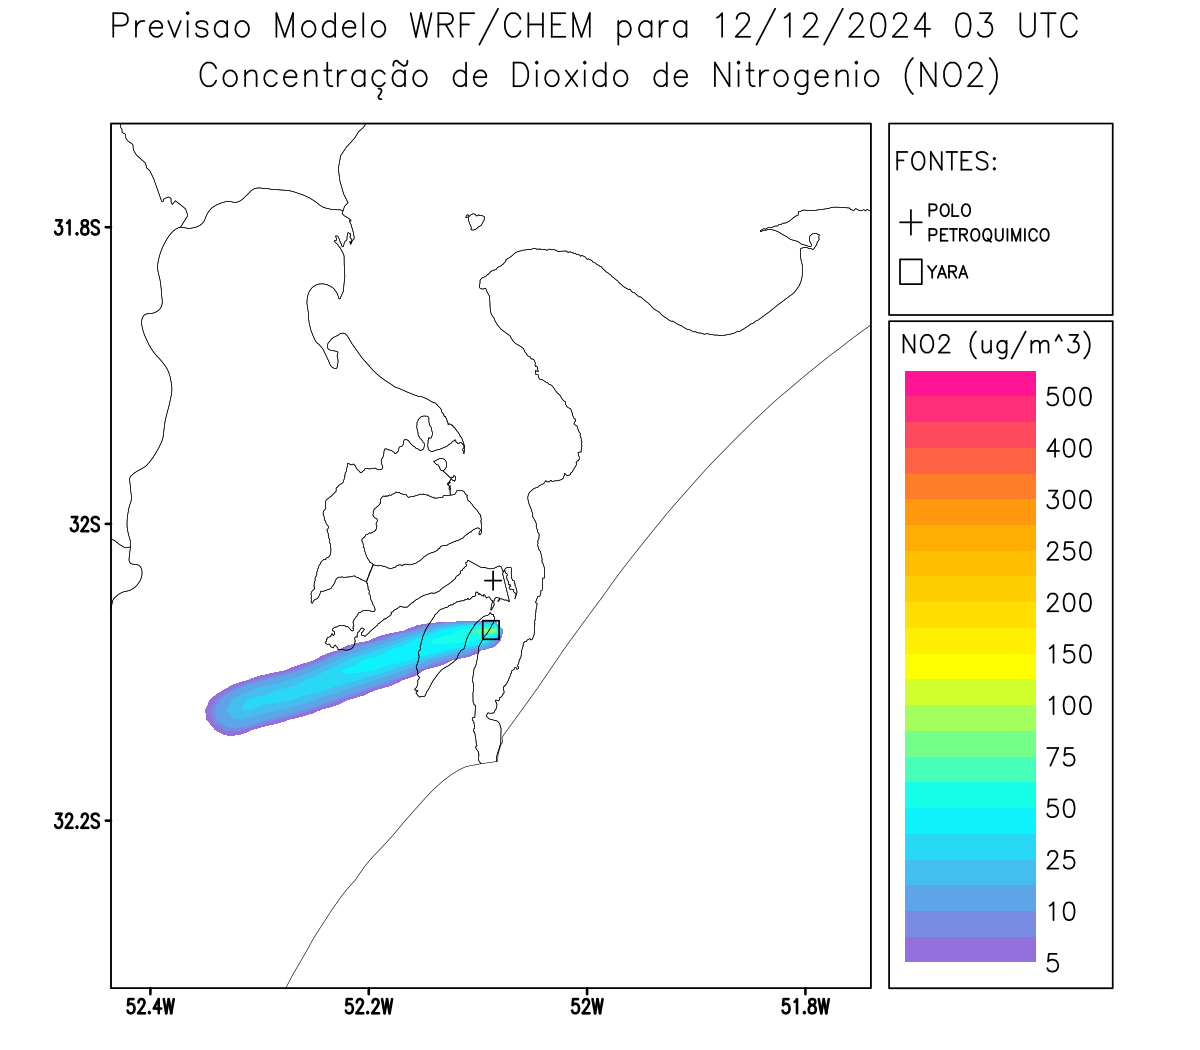 Previsao Modelo WRF/CHEM para 12/12/2024 03 UTC
Concentração de Dioxido de Nitrogenio (NO2)
FONTES:
POLO
PETROQUIMICO
YARA
NO2 (ug/m^3)
500
400
300
250
200
150
100
75
50
25
10
5
31.8S
32S
32.2S
52.4W
52.2W
52W
51.8W